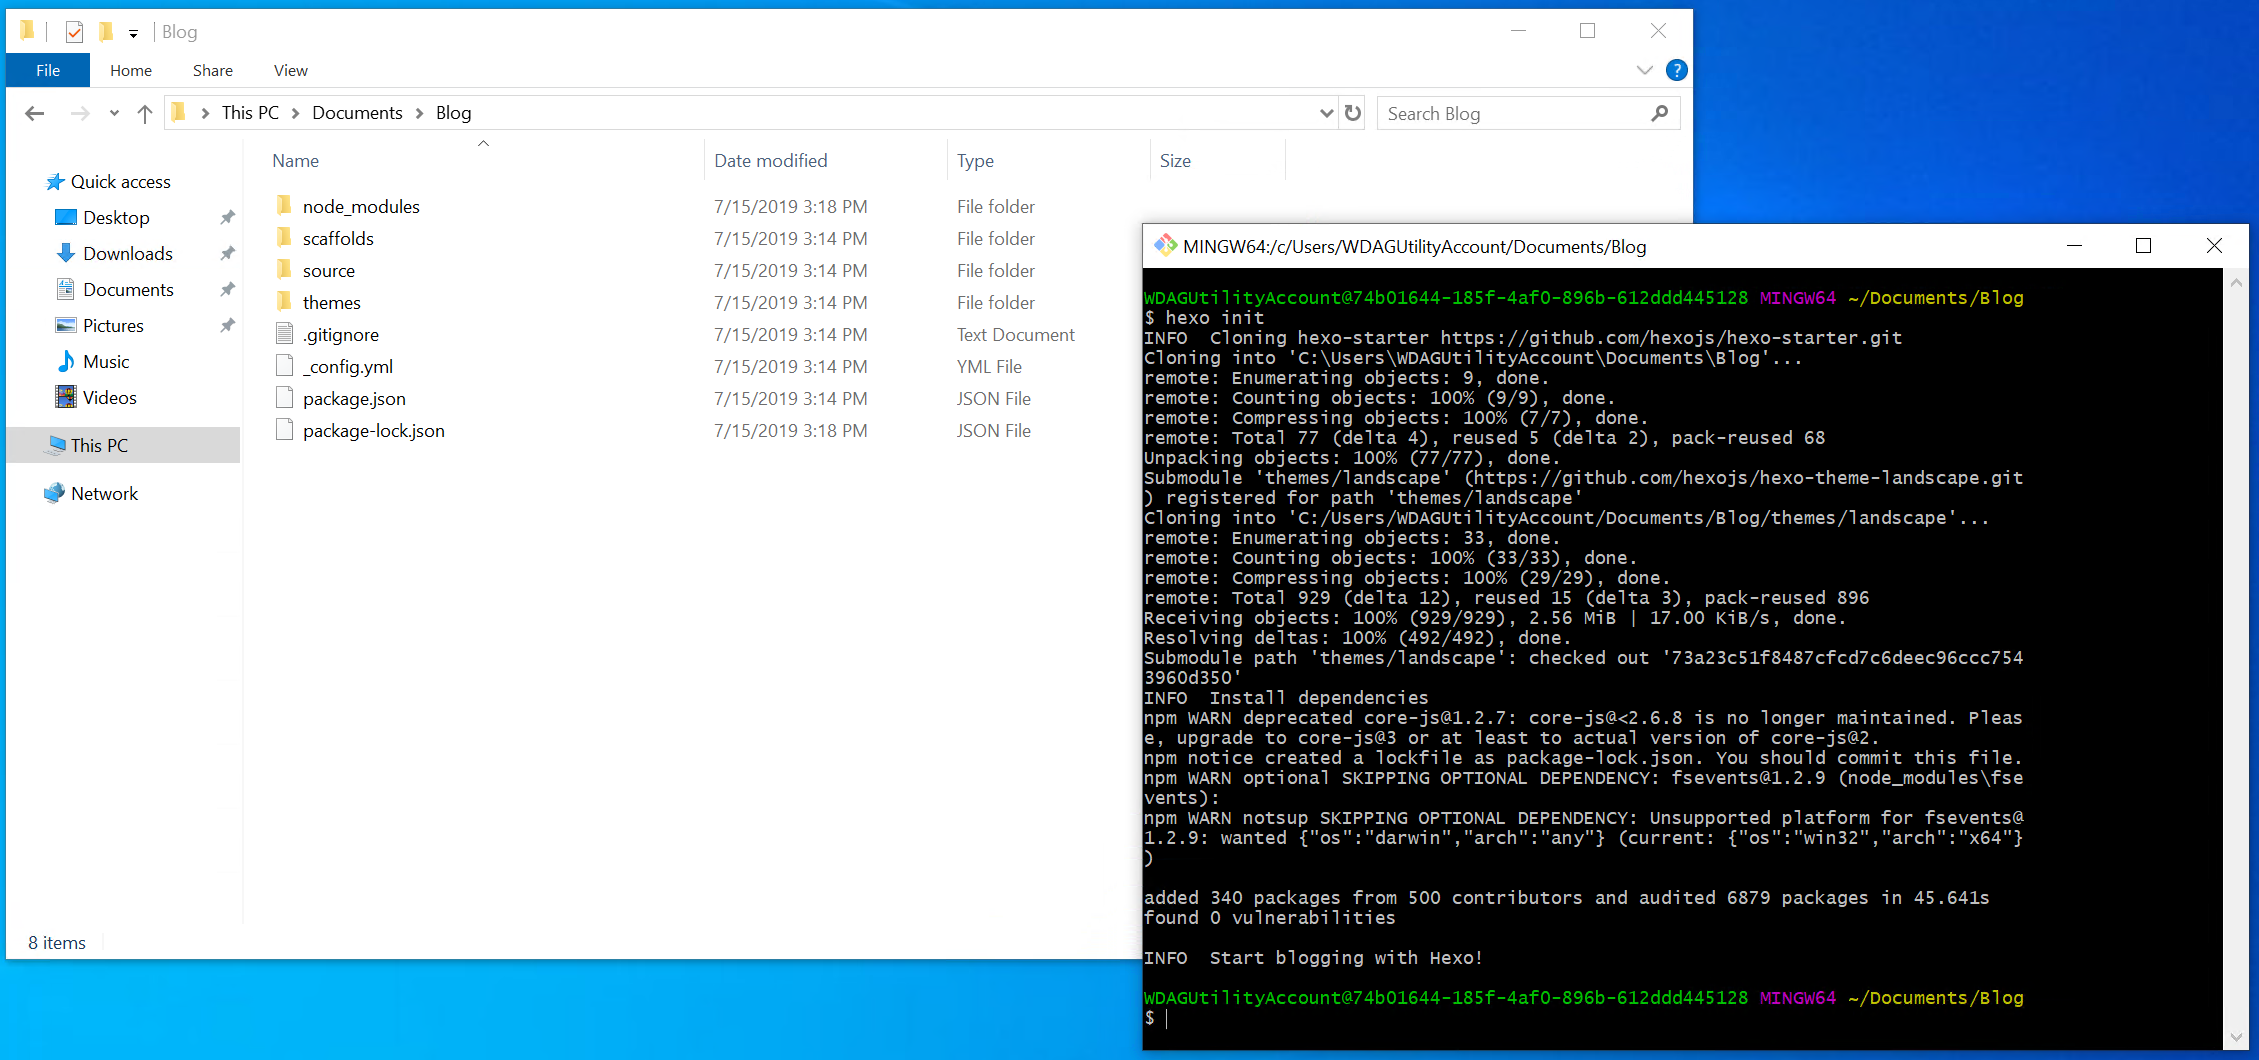 Blog
File Home Share View
This PC Documents Blog
Search Blog
Name Date modified Type Size
Quick access
Desktop
Downloads
Documents
Pictures
Music
Videos
This PC
Network
node_modules 7/15/2019 3:18 PM File folder
scaffolds 7/15/2019 3:14 PM File folder
source 7/15/2019 3:14 PM File folder
themes 7/15/2019 3:14 PM File folder
.gitignore 7/15/2019 3:14 PM Text Document
_config.yml 7/15/2019 3:14 PM YML File
package.json 7/15/2019 3:14 PM JSON File
package-lock.json 7/15/2019 3:18 PM JSON File
8 items
MINGW64:/c/Users/WDAGUtilityAccount/Documents/Blog
WDAGUtilityAccount@74b01644-185f-4af0-896b-612ddd445128 MINGW64 ~/Documents/Blog
$ hexo init
INFO  Cloning hexo-starter https://github.com/hexojs/hexo-starter.git
Cloning into 'C:\Users\WDAGUtilityAccount\Documents\Blog'...
remote: Enumerating objects: 9, done.
remote: Counting objects: 100% (9/9), done.
remote: Compressing objects: 100% (7/7), done.
remote: Total 77 (delta 4), reused 5 (delta 2), pack-reused 68
Unpacking objects: 100% (77/77), done.
Submodule 'themes/landscape' (https://github.com/hexojs/hexo-theme-landscape.git
) registered for path 'themes/landscape'
Cloning into 'C:/Users/WDAGUtilityAccount/Documents/Blog/themes/landscape'...
remote: Enumerating objects: 33, done.
remote: Counting objects: 100% (33/33), done.
remote: Compressing objects: 100% (29/29), done.
remote: Total 929 (delta 12), reused 15 (delta 3), pack-reused 896
Receiving objects: 100% (929/929), 2.56 MiB | 17.00 KiB/s, done.
Resolving deltas: 100% (492/492), done.
Submodule path 'themes/landscape': checked out '73a23c51f8487cfcd7c6deec96ccc754
3960d350'
INFO  Install dependencies
npm WARN deprecated core-js@1.2.7: core-js@<2.6.8 is no longer maintained. Pleas
e, upgrade to core-js@3 or at least to actual version of core-js@2.
npm notice created a lockfile as package-lock.json. You should commit this file.
npm WARN optional SKIPPING OPTIONAL DEPENDENCY: fsevents@1.2.9 (node_modules\fse
vents):
npm WARN notsup SKIPPING OPTIONAL DEPENDENCY: Unsupported platform for fsevents@
1.2.9: wanted {"os":"darwin","arch":"any"} (current: {"os":"win32","arch":"x64"}
)
added 340 packages from 500 contributors and audited 6879 packages in 45.641s
found 0 vulnerabilities
INFO  Start blogging with Hexo!
WDAGUtilityAccount@74b01644-185f-4af0-896b-612ddd445128 MINGW64 ~/Documents/Blog
$